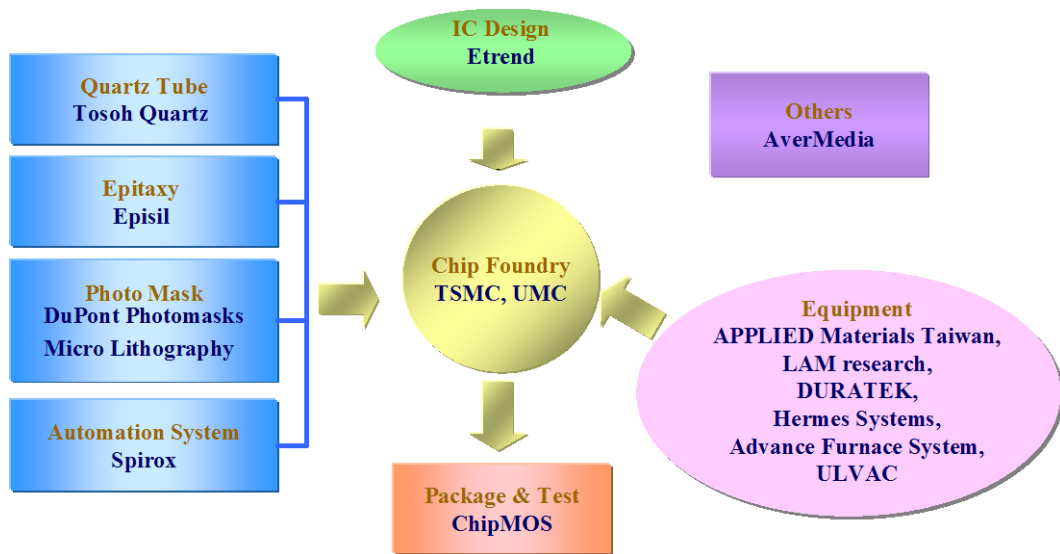 IC Design
Etrend
Quartz Tube
Tosoh Quartz
Others
AverMedia
Epitaxy
Episil
Chip Foundry
TSMC, UMC
Photo Mask
DuPont Photomasks
Micro Lithography
Equipment
APPLIED Materials Taiwan,
LAM research,
DURATEK,
Hermes Systems,
Advance Furnace System,
ULVAC
Automation System
Spirox
Package & Test
ChipMOS